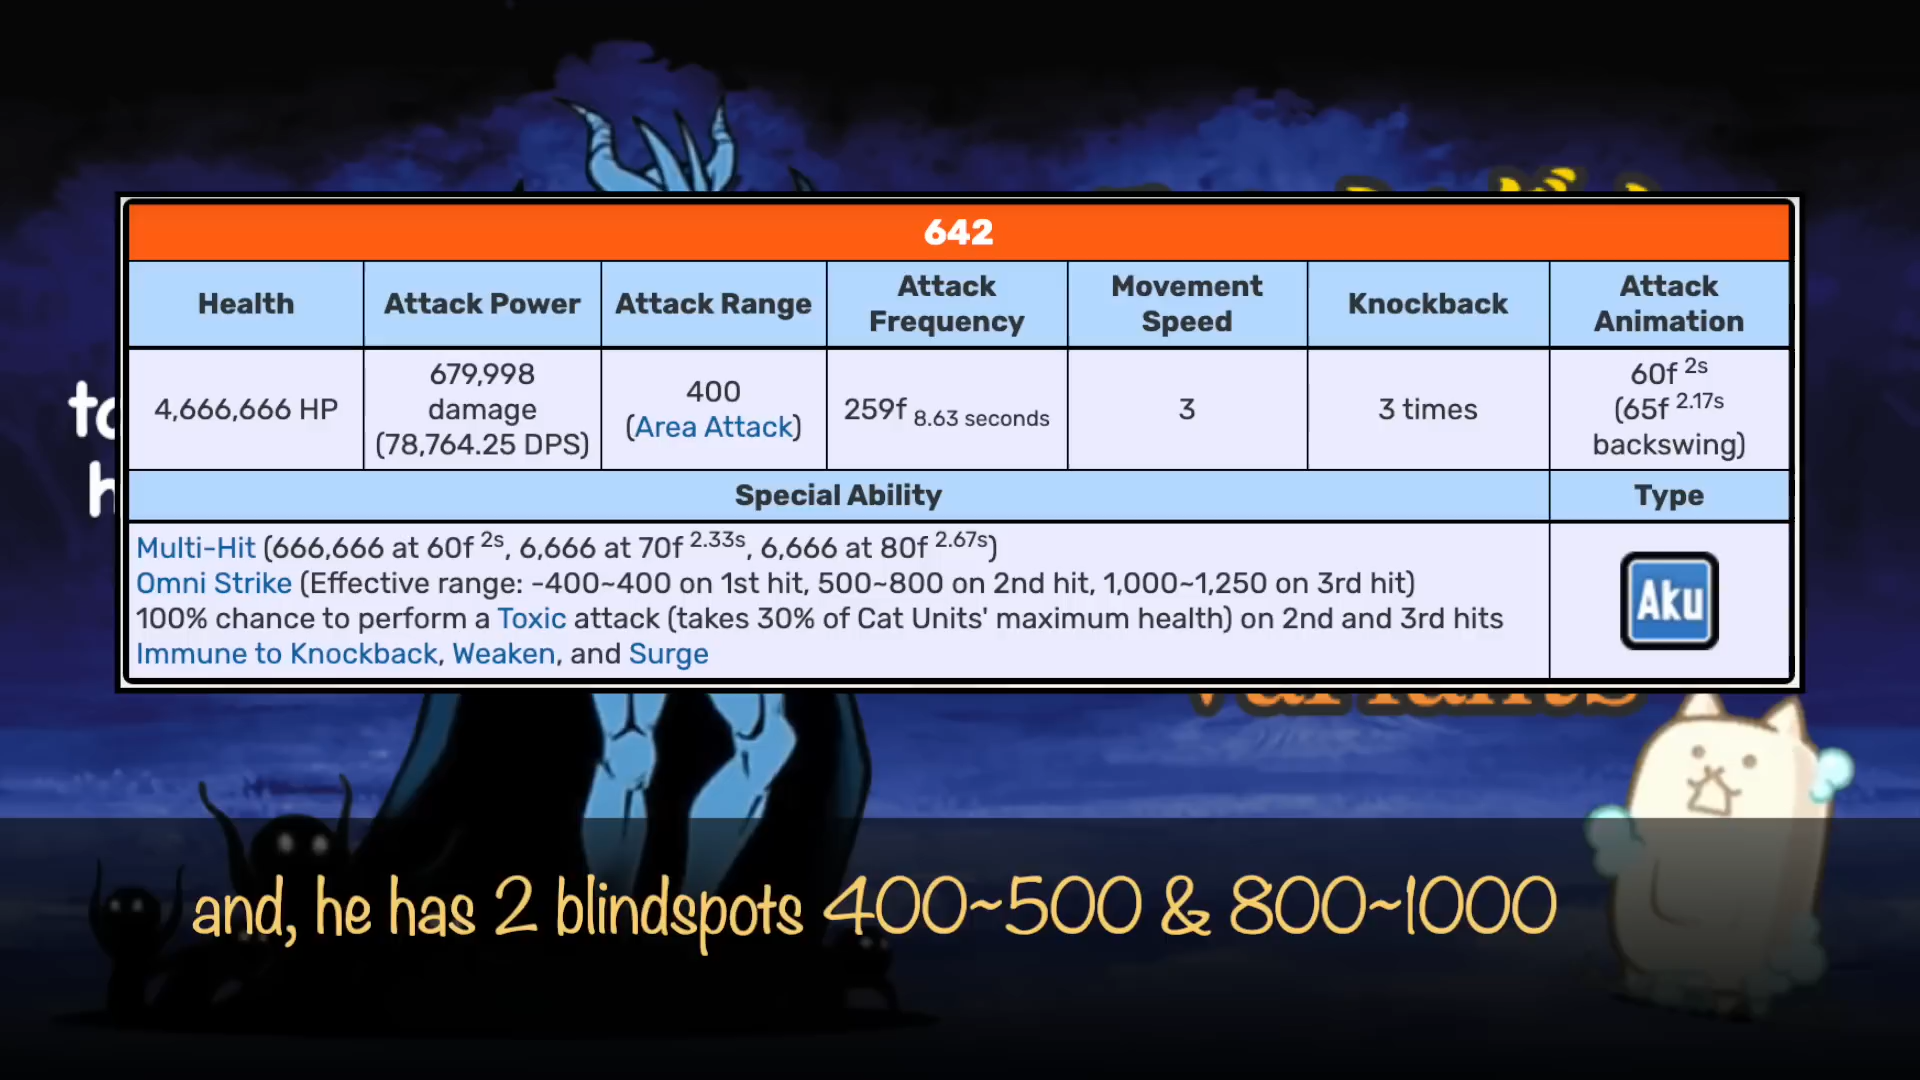 642
Health
Attack Power
Attack Range
Attack
Frequency
Movement
Speed
Knockback
Attack
Animation
4,666,666 HP
679,998
damage
(78,764.25 DPS)
400
(Area Attack)
259f 8.63 seconds
3
3 times
60f 2s
(65f 2.17s
backswing)
Special Ability
Type
Multi-Hit (666,666 at 60f 2s, 6,666 at 70f 2.33s, 6,666 at 80f 2.67s)
Omni Strike (Effective range: -400~400 on 1st hit, 500~800 on 2nd hit, 1,000~1,250 on 3rd hit)
100% chance to perform a Toxic attack (takes 30% of Cat Units' maximum health) on 2nd and 3rd hits
Immune to Knockback, Weaken, and Surge
Aku
and, he has 2 blindspots 400~500 & 800~1000